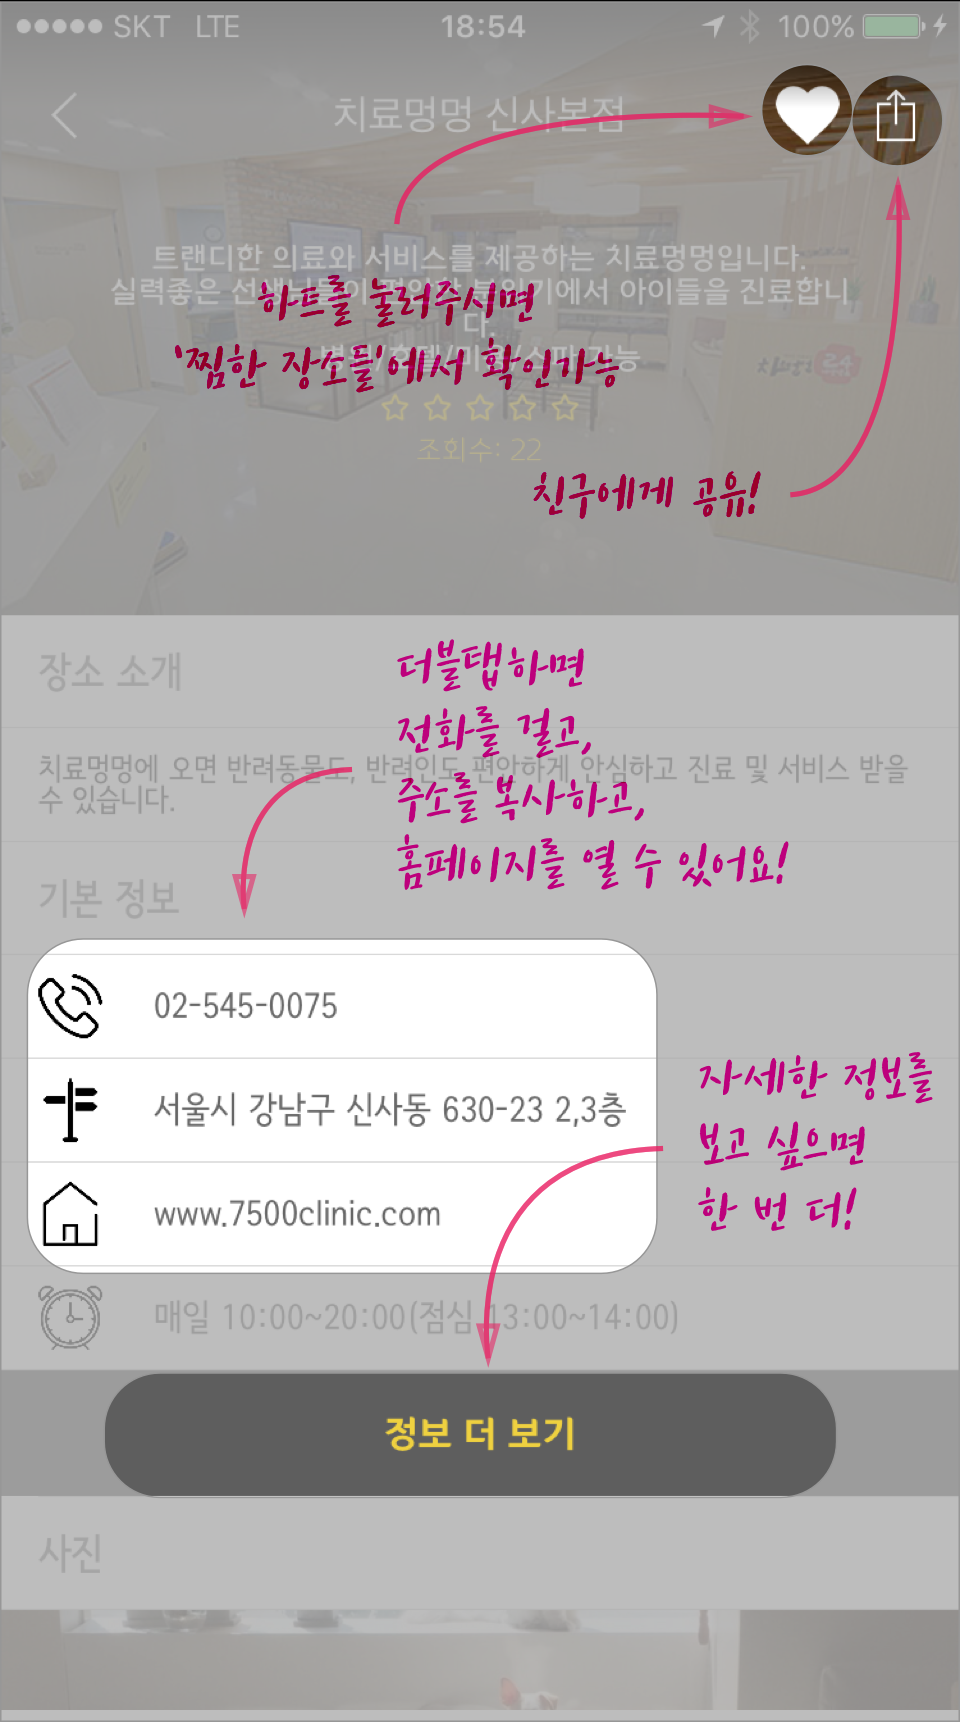 SKT LTE 18:54 100%
치료멍멍 신사본점
트랜디한 의료와 서비스를 제공하는 치료멍멍입니다.
실력좋은 분위기에서 아이들을 진료합니
다.
가능
하트를 눌러주시면
'찜한 장소들'에서 확인가능
조회수: 22
친구에게 공유!
장소 소개
더블탭하면
전화를 걸고,
주소를 복사하고,
홈페이지를 열 수 있어요!
치료멍멍에 오면 반려동물도, 반려인도 편안하게 안심하고 진료 및 서비스 받을
수 있습니다.
기본 정보
02-545-0075
서울시 강남구 신사동 630-23 2,3층
www.7500clinic.com
자세한 정보를
보고 싶으면
한 번 더!
매일 10:00~20:00(점심 13:00~14:00)
정보 더 보기
사진